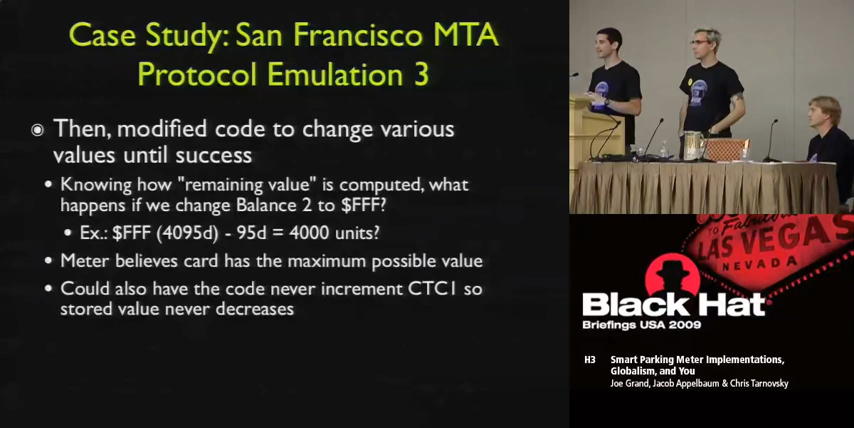 Case Study: San Francisco MTA
Protocol Emulation 3
Then, modified code to change various
values until success
Knowing how "remaining value" is computed, what
happens if we change Balance 2 to $FFF?
Ex.: $FFF (4095d) - 95d = 4000 units?
Meter believes card has the maximum possible value
Could also have the code never increment CTC1 so
stored value never decreases
TO Fabulous
LAS VEGAS
NEVADA
Black Hat
Briefings USA 2009
H3 Smart Parking Meter Implementations,
Globalism, and You
Joe Grand, Jacob Appelbaum & Chris Tarnovsky